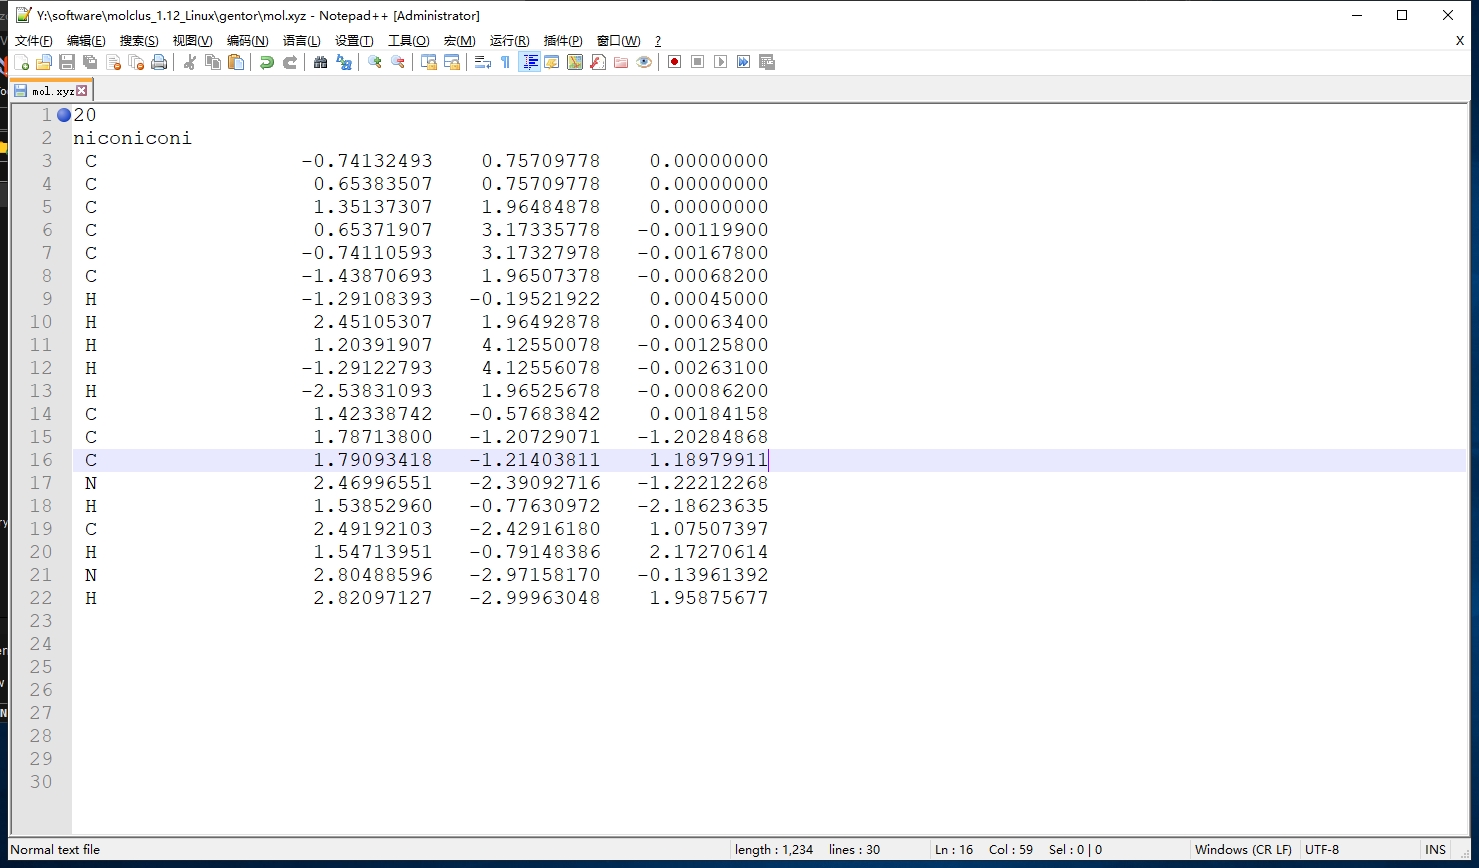 Y:\software\molclus_1.12_Linux\gentor\mol.xyz - Notepad++ [Administrator]
文件(F) 编辑(E) 搜索(S) 视图(V) 编码(N) 语言(L) 设置(T) 工具(O) 宏(M) 运行(R) 插件(P) 窗口(W) ? X
mol.xyz
1 20
2 niconiconi
3 C -0.74132493 0.75709778 0.00000000
4 C 0.65383507 0.75709778 0.00000000
5 C 1.35137307 1.96484878 0.00000000
6 C 0.65371907 3.17335778 -0.00119900
7 C -0.74110593 3.17327978 -0.00167800
8 C -1.43870693 1.96507378 -0.00068200
9 H -1.29108393 -0.19521922 0.00045000
10 H 2.45105307 1.96492878 0.00063400
11 H 1.20391907 4.12550078 -0.00125800
12 H -1.29122793 4.12556078 -0.00263100
13 H -2.53831093 1.96525678 -0.00086200
14 C 1.42338742 -0.57683842 0.00184158
15 C 1.78713800 -1.20729071 -1.20284868
16 C 1.79093418 -1.21403811 1.18979911
17 N 2.46996551 -2.39092716 -1.22212268
18 H 1.53852960 -0.77630972 -2.18623635
19 C 2.49192103 -2.42916180 1.07507397
20 H 1.54713951 -0.79148386 2.17270614
21 N 2.80488596 -2.97158170 -0.13961392
22 H 2.82097127 -2.99963048 1.95875677
23
24
25
26
27
28
29
30
Normal text file length : 1,234 lines : 30 Ln : 16 Col : 59 Sel : 0 | 0 Windows (CR LF) UTF-8 INS